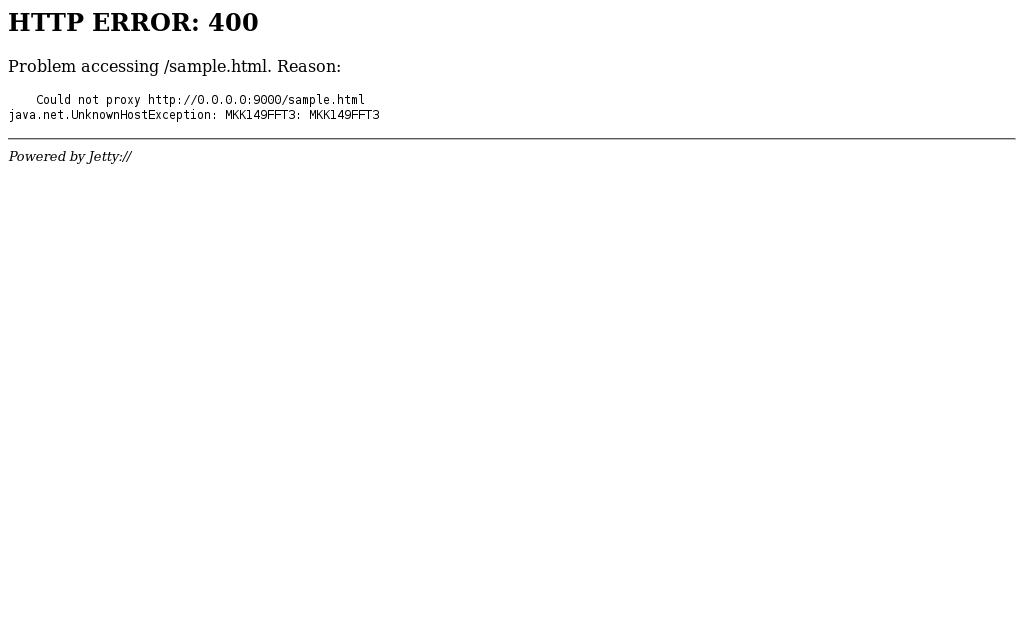 HTTP ERROR: 400
Problem accessing /sample.html. Reason:
Could not proxy http://0.0.0.0:9000/sample.html
java.net.UnknownHostException: MKK149FFT3: MKK149FFT3
Powered by Jetty://